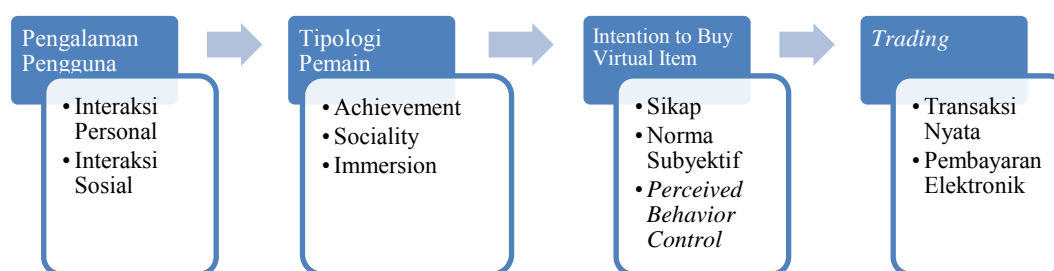 Pengalaman
Pengguna
• Interaksi
Personal
• Interaksi
Sosial
Tipologi
Pemain
• Achievement
• Sociality
• Immersion
Intention to Buy
Virtual Item
• Sikap
• Norma
Subyektif
• Perceived
Behavior
Control
Trading
• Transaksi
Nyata
• Pembayaran
Elektronik